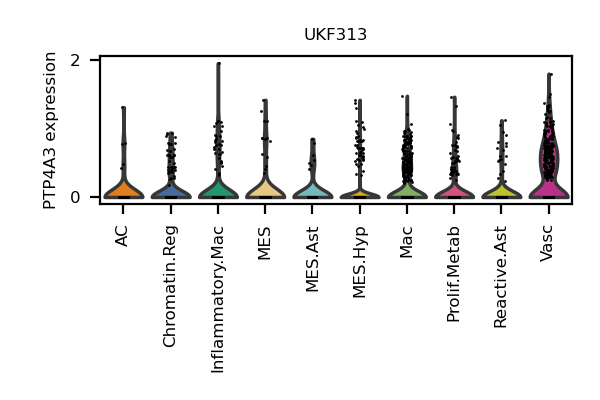 UKF313
PTP4A3 expression
2
0
AC
Chromatin.Reg
Inflammatory.Mac
MES
MES.Ast
MES.Hyp
Mac
Prolif.Metab
Reactive.Ast
Vasc